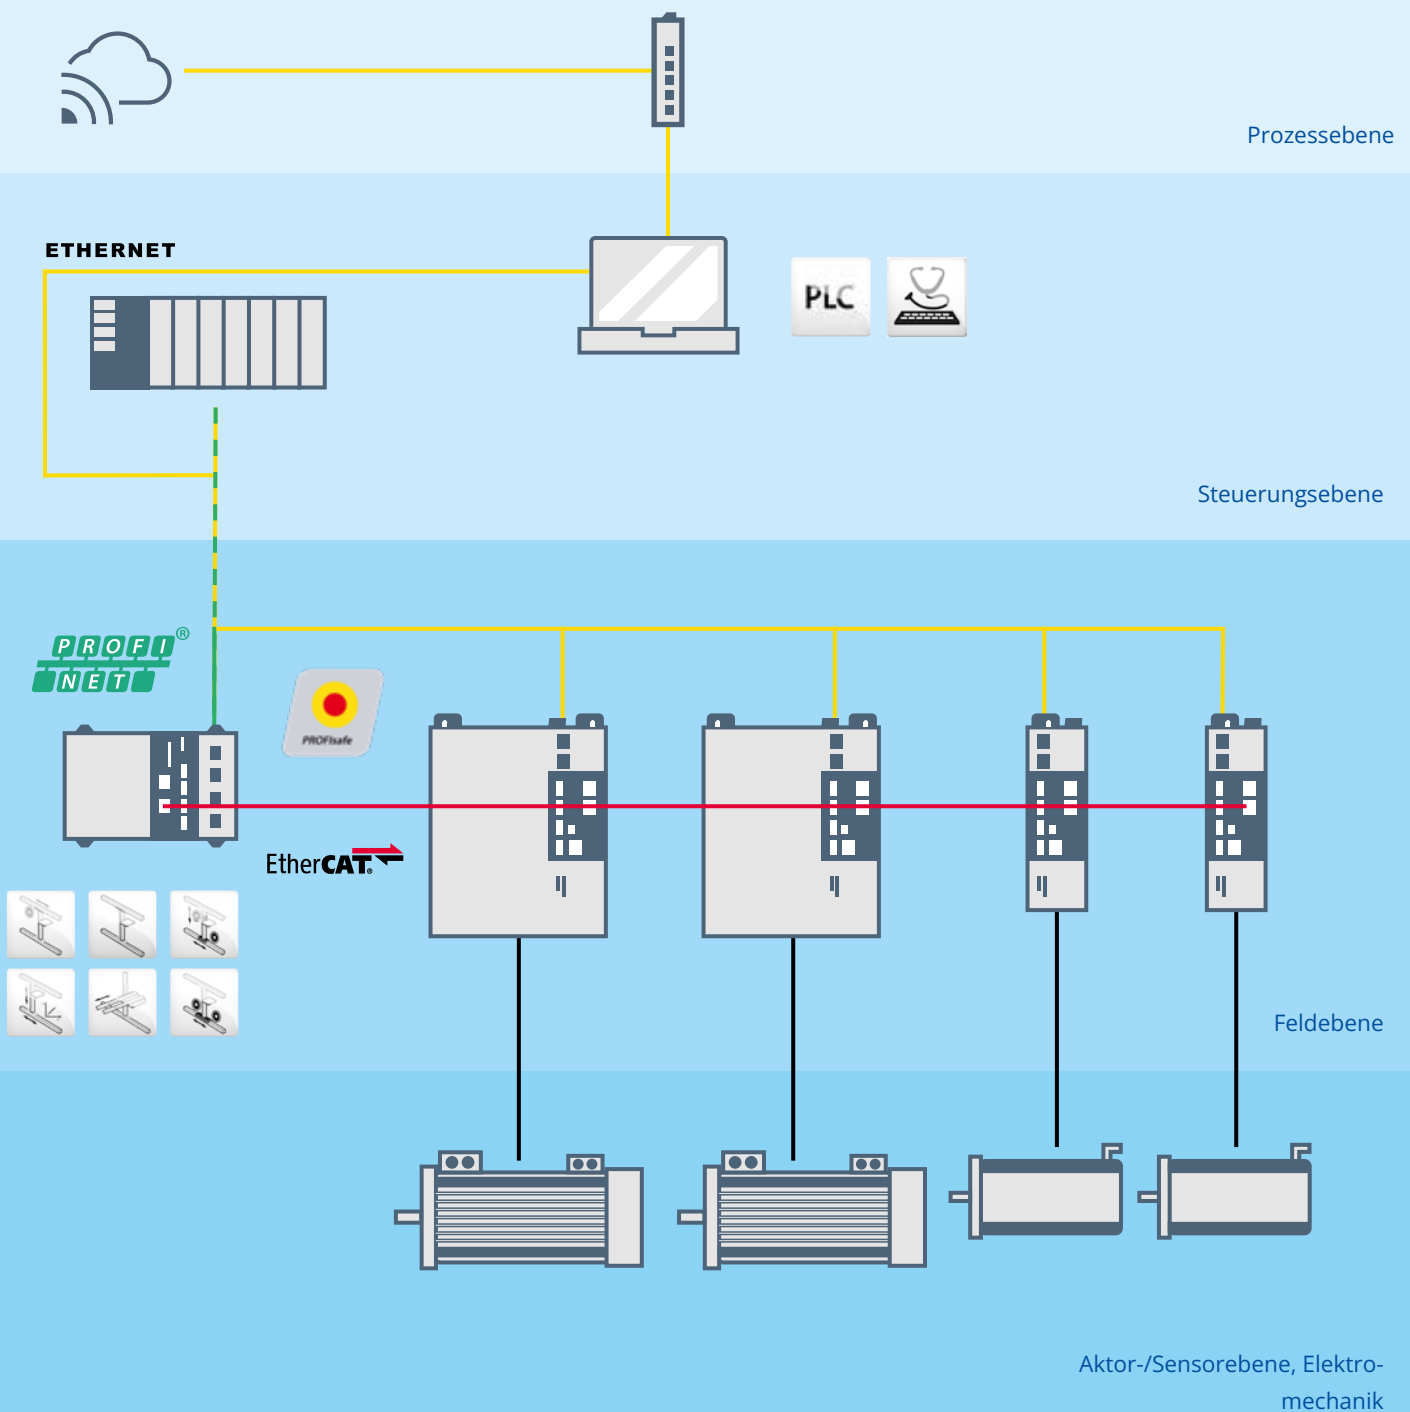 Prozessebene
ETHERNET
PLC
Steuerungsebene
PROFI®
NET
PROFIsafe
EtherCAT®
Feldebene
Aktor-/Sensorebene, Elektro-
mechanik